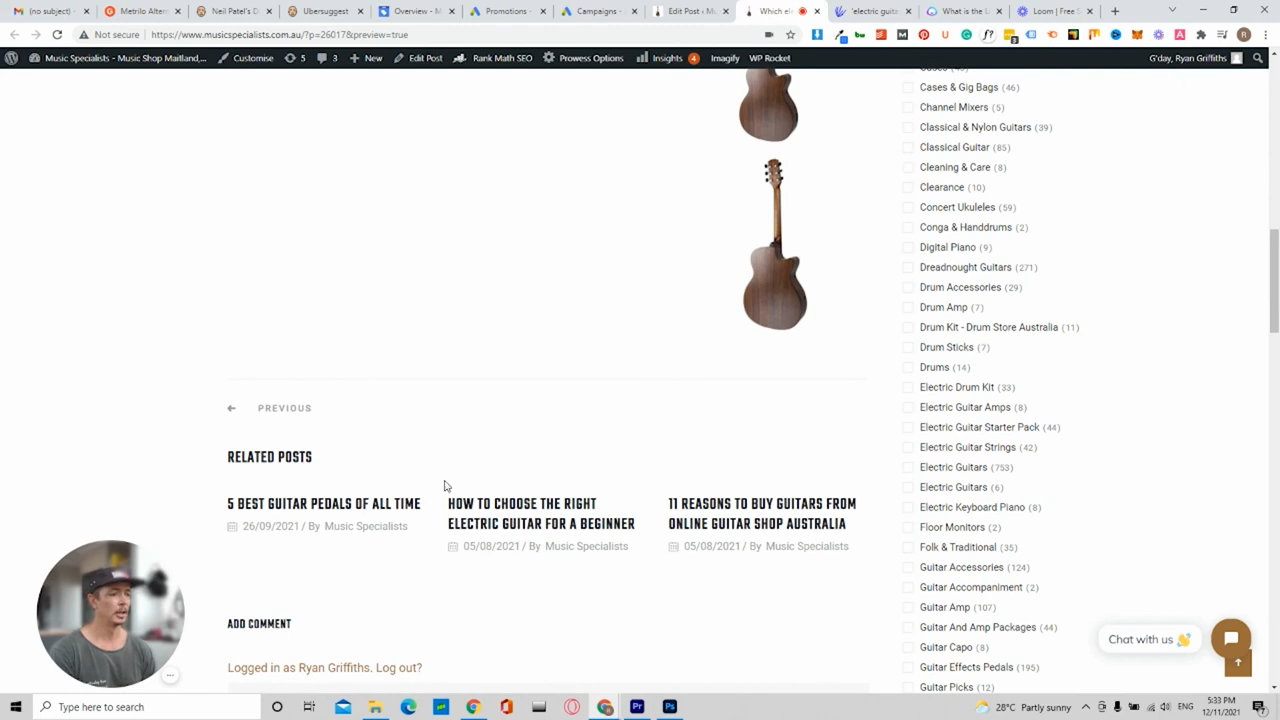 (no subject)
Metrilo Altern
Neil Patel's D
Ubersuggest
Overview - M
Promotions -
Campaigns -
Edit Post ‹ Mu
Which ele
'electric guita
What is the L
Loom | Free S
Not secure
https://www.musicspecialists.com.au/?p=26017&preview=true
Music Specialists - Music Shop Maitland,...
Customise
5
3
New
Edit Post
Rank Math SEO
Prowess Options
Insights 4
Imagify
WP Rocket
G'day, Ryan Griffiths
Cases & Gig Bags (46)
Channel Mixers (5)
Classical & Nylon Guitars (39)
Classical Guitar (85)
Cleaning & Care (8)
Clearance (10)
Concert Ukuleles (59)
Conga & Handdrums (2)
Digital Piano (9)
Dreadnought Guitars (271)
Drum Accessories (29)
Drum Amp (7)
Drum Kit - Drum Store Australia (11)
Drum Sticks (7)
Drums (14)
Electric Drum Kit (33)
Electric Guitar Amps (8)
Electric Guitar Starter Pack (44)
Electric Guitar Strings (42)
Electric Guitars (753)
Electric Guitars (6)
Electric Keyboard Piano (8)
Floor Monitors (2)
Folk & Traditional (35)
Guitar Accessories (124)
Guitar Accompaniment (2)
Guitar Amp (107)
Guitar And Amp Packages (44)
Guitar Capo (8)
Guitar Effects Pedals (195)
Guitar Picks (12)
PREVIOUS
RELATED POSTS
5 BEST GUITAR PEDALS OF ALL TIME
26/09/2021 / By Music Specialists
HOW TO CHOOSE THE RIGHT
ELECTRIC GUITAR FOR A BEGINNER
05/08/2021 / By Music Specialists
11 REASONS TO BUY GUITARS FROM
ONLINE GUITAR SHOP AUSTRALIA
05/08/2021 / By Music Specialists
ADD COMMENT
Logged in as Ryan Griffiths. Log out?
Chat with us 👋
Type here to search
28°C Partly sunny
ENG
5:33 PM
12/11/2021